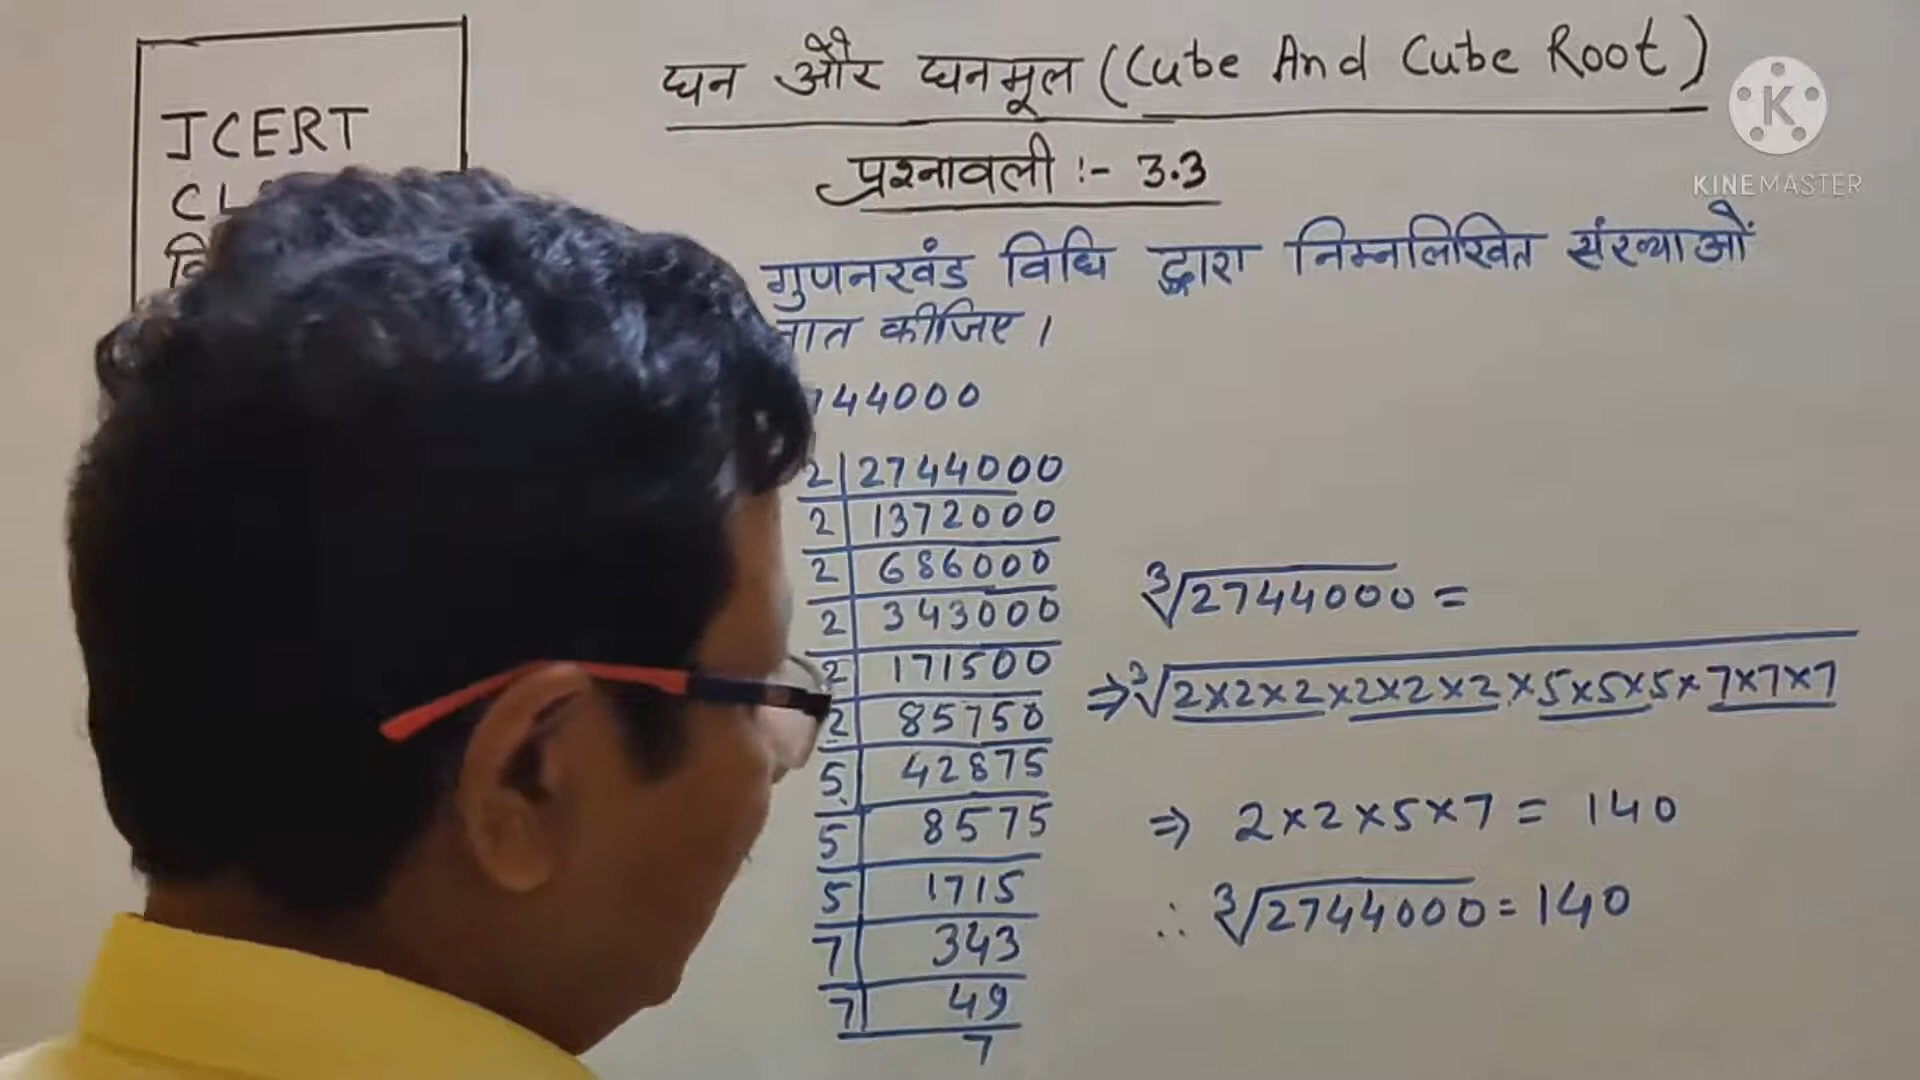 घन और घनमूल (Cube And Cube Root)
प्रश्नावली :- 3.3
JCERT
गुणनखंड विधि द्वारा निम्नलिखित संख्याओं
कीजिए।
44000
2 | 2744000
2 | 1372000
2 | 686000
2 | 343000
2 | 171500
2 | 85750
5 | 42875
5 | 8575
5 | 1715
7 | 343
7 | 49
7
∛2744000 =
⇒ ∛2×2×2×2×2×2×5×5×5×7×7×7
⇒ 2×2×5×7 = 140
∴ ∛2744000 = 140
K
KINEMASTER